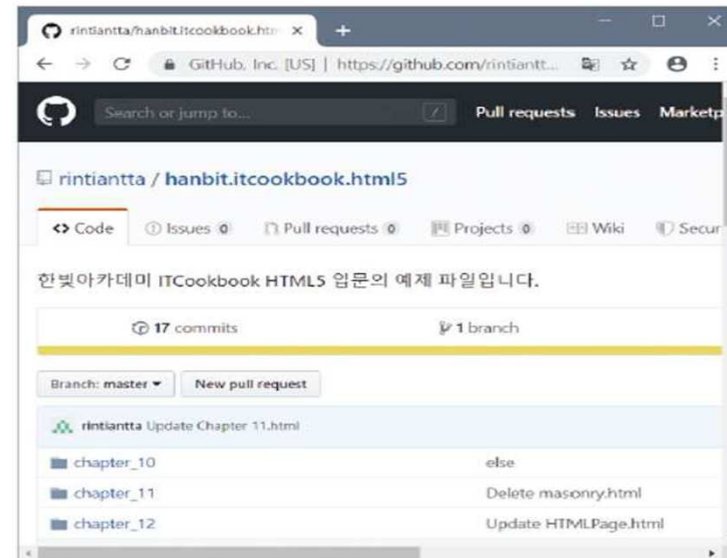 rintiantta/hanbit.itcookbook.htm
GitHub, Inc. [US] | https://github.com/rintiantt...
Search or jump to... / Pull requests Issues Marketp
rintiantta / hanbit.itcookbook.html5
Code Issues 0 Pull requests 0 Projects 0 Wiki Secur
한빛아카데미 ITCookbook HTML5 입문의 예제 파일입니다.
17 commits 1 branch
Branch: master New pull request
rintiantta Update Chapter 11.html
chapter_10 else
chapter_11 Delete masonry.html
chapter_12 Update HTMLPage.html